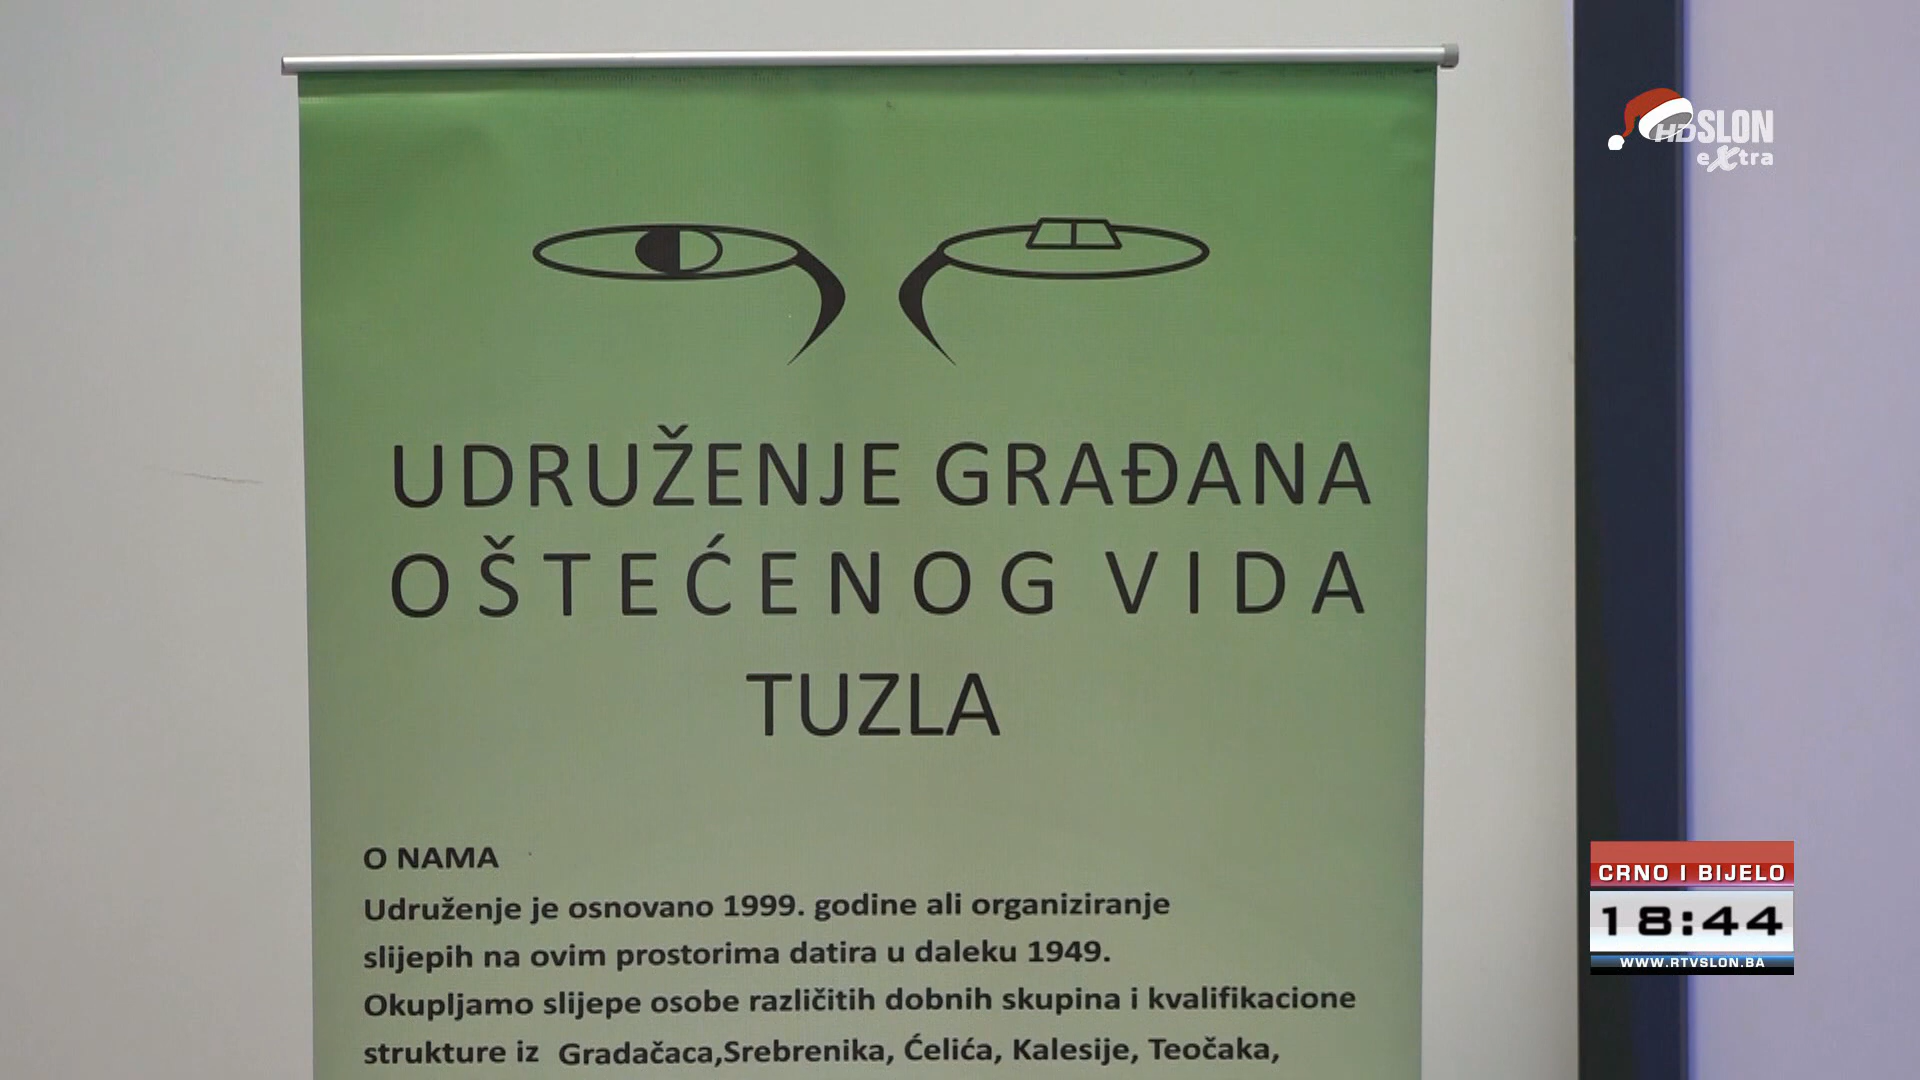 HD SLON
extra
UDRUŽENJE GRAĐANA
OŠTEĆENOG VIDA
TUZLA
O NAMA
Udruženje je osnovano 1999. godine ali organiziranje
slijepih na ovim prostorima datira u daleku 1949.
Okupljamo slijepe osobe različitih dobnih skupina i kvalifikacione
strukture iz Gradačaca,Srebrenika, Ćelića, Kalesije, Teočaka,
CRNO I BIJELO
18:44
WWW.RTVSLON.BA